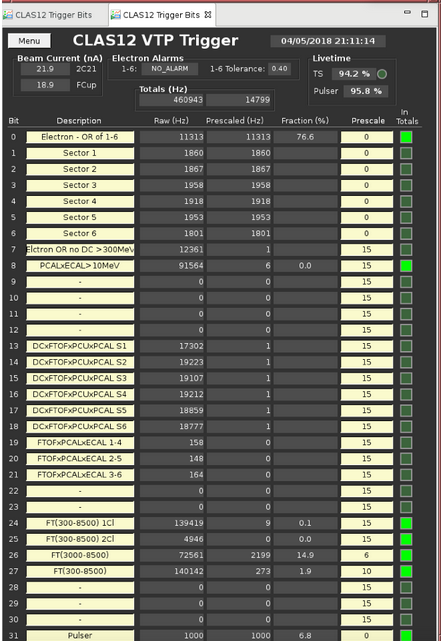 CLAS12 Trigger Bits CLAS12 Trigger Bits
Menu CLAS12 VTP Trigger 04/05/2018 21:11:14
Beam Current (nA) Electron Alarms Livetime
21.9 2C21 1-6: NO_ALARM 1-6 Tolerance: 0.40 TS 94.2 %
18.9 FCup Pulser 95.8 %
Totals (Hz)
460943 14799
In
Bit Description Raw (Hz) Prescaled (Hz) Fraction (%) Prescale Totals
0 Electron - OR of 1-6 11313 11313 76.6 0
1 Sector 1 1860 1860 0
2 Sector 2 1867 1867 0
3 Sector 3 1958 1958 0
4 Sector 4 1918 1918 0
5 Sector 5 1953 1953 0
6 Sector 6 1801 1801 0
7 Elctron OR no DC >300MeV 12361 1 15
8 PCALxECAL>10MeV 91564 6 0.0 15
9 - 0 0 15
10 - 0 0 15
11 - 0 0 15
12 - 0 0 15
13 DCxFTOFxPCUxPCAL S1 17302 1 15
14 DCxFTOFxPCUxPCAL S2 19223 1 15
15 DCxFTOFxPCUxPCAL S3 19107 1 15
16 DCxFTOFxPCUxPCAL S4 19212 1 15
17 DCxFTOFxPCUxPCAL S5 18859 1 15
18 DCxFTOFxPCUxPCAL S6 18777 1 15
19 FTOFxPCALxECAL 1-4 158 0 15
20 FTOFxPCALxECAL 2-5 148 0 15
21 FTOFxPCALxECAL 3-6 164 0 15
22 - 0 0 15
23 - 0 0 15
24 FT(300-8500) 1Cl 139419 9 0.1 15
25 FT(300-8500) 2Cl 4946 0 0.0 15
26 FT(3000-8500) 72561 2199 14.9 6
27 FT(300-8500) 140142 273 1.9 10
28 - 0 0 15
29 - 0 0 15
30 - 0 0 15
31 Pulser 1000 1000 6.8 0